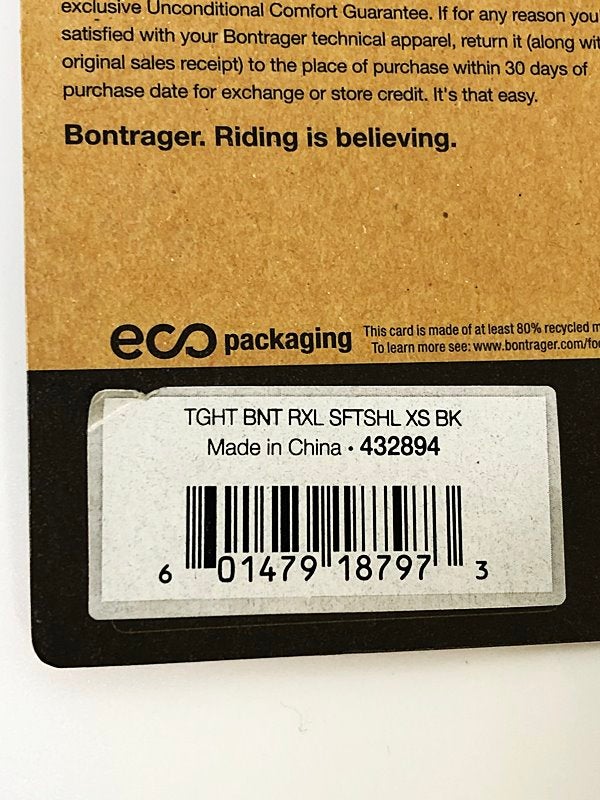 exclusive Unconditional Comfort Guarantee. If for any reason you
satisfied with your Bontrager technical apparel, return it (along
original sales receipt) to the place of purchase within 30 days of
purchase date for exchange or store credit. It's that easy.
Bontrager. Riding is believing.
eco packaging
This card is made of at least 80% recycled
To learn more see: www.bontrager.com/
TGHT BNT RXL SFTSHL XS BK
Made in China • 432894
6 01479 18797 3